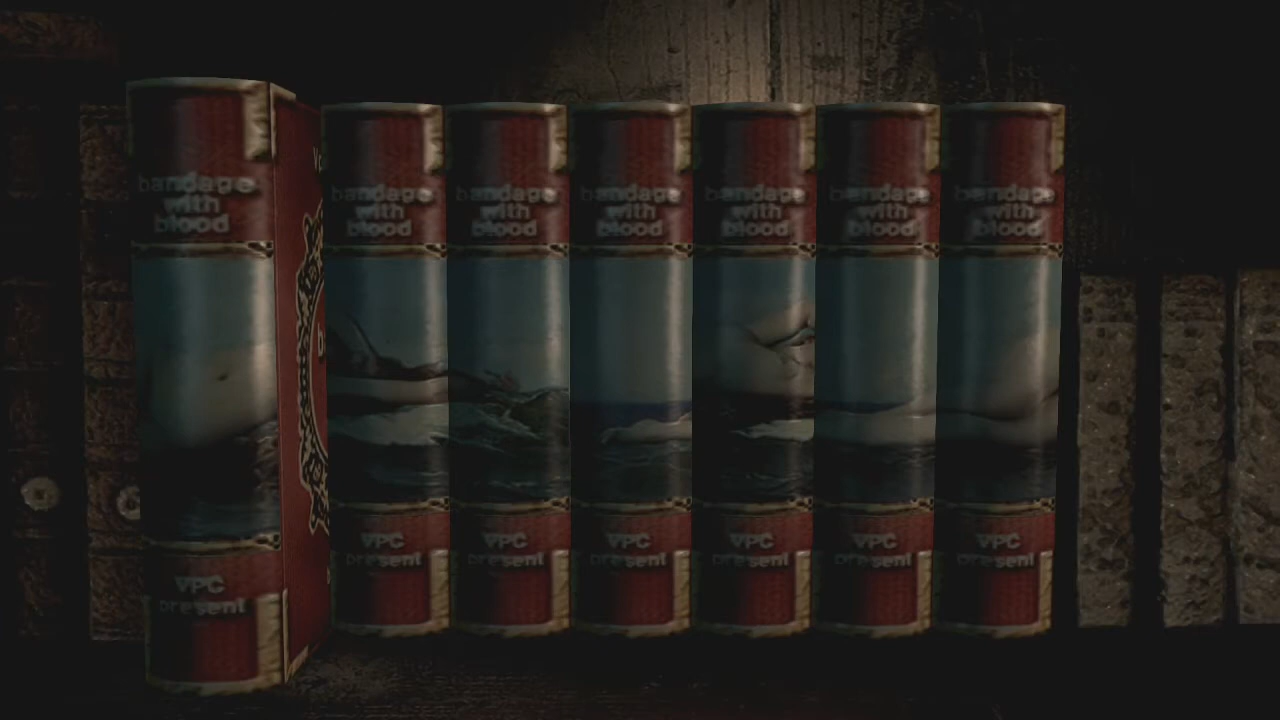 bandage
with
blood
VPC
present
bandage
with
blood
VPC
present
bandage
with
blood
VPC
present
bandage
with
blood
VPC
present
bandage
with
blood
VPC
present
bandage
with
blood
VPC
present
bandage
with
blood
VPC
present